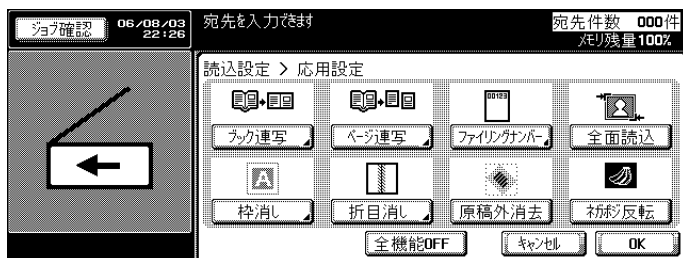 ジョブ確認
06/08/03
22:26
宛先を入力できます
宛先件数 000件
メモリ残量100%
読込設定 > 応用設定
00123
ブック連写
ページ連写
ファイリングナンバー
全面読込
A
枠消し
折目消し
原稿外消去
ネガポジ反転
全機能OFF
キャンセル
OK